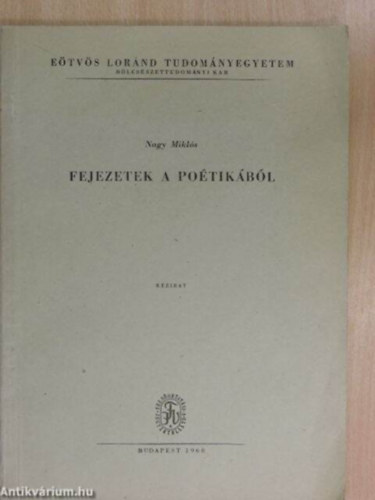 EÖTVÖS LORÁND TUDOMÁNYEGYETEM
BÖLCSÉSZETTUDOMÁNYI KAR
Nagy Miklós
FEJEZETEK A POÉTIKÁBÓL
KÉZIRAT
BUDAPEST
Antikvárium.hu